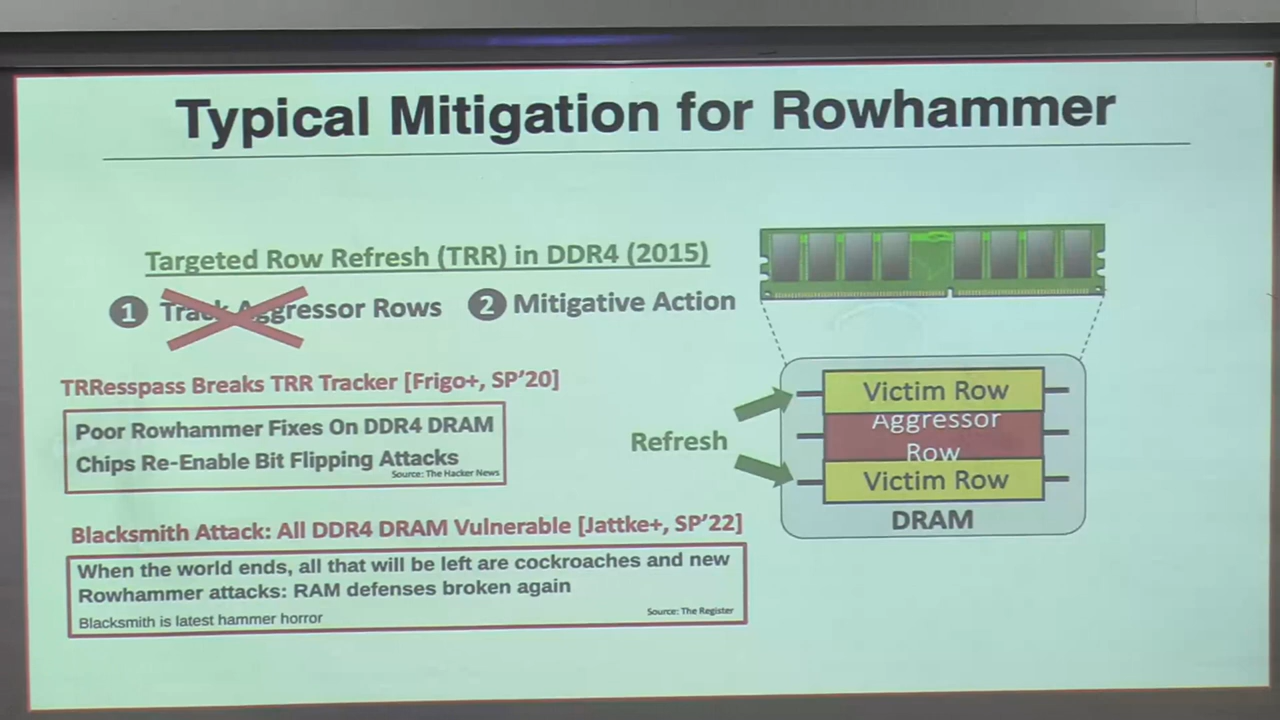 Typical Mitigation for Rowhammer
Targeted Row Refresh (TRR) in DDR4 (2015)
1 Track Aggressor Rows 2 Mitigative Action
TRResspass Breaks TRR Tracker [Frigo+, SP'20]
Poor Rowhammer Fixes On DDR4 DRAM
Chips Re-Enable Bit Flipping Attacks
Source: The Hacker News
Blacksmith Attack: All DDR4 DRAM Vulnerable [Jattke+, SP'22]
When the world ends, all that will be left are cockroaches and new
Rowhammer attacks: RAM defenses broken again
Blacksmith is latest hammer horror
Source: The Register
Refresh
Victim Row
Aggressor
Row
Victim Row
DRAM